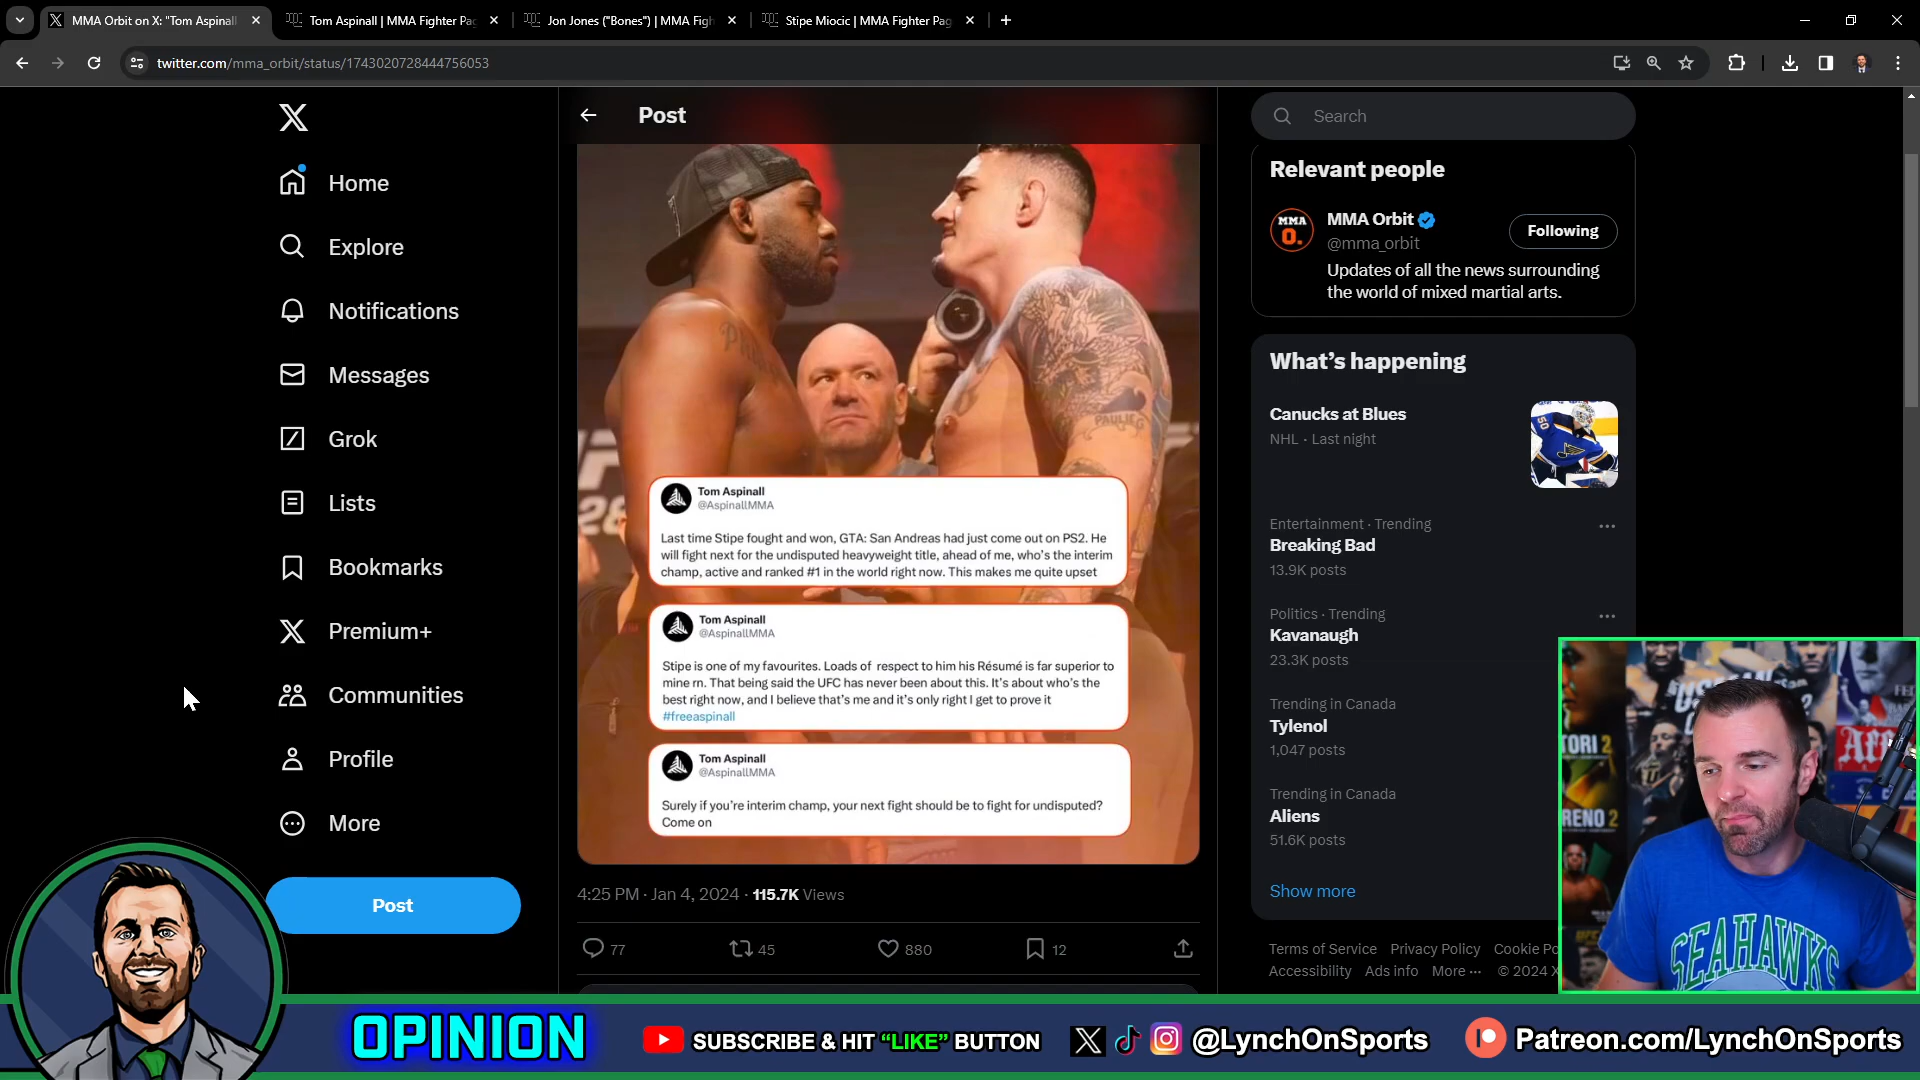 MMA Orbit on X: "Tom Aspinall
Tom Aspinall | MMA Fighter Pa
Jon Jones ("Bones") | MMA Figh
Stipe Miocic | MMA Fighter Pag
twitter.com/mma_orbit/status/1743020728444756053
Home
Explore
Notifications
Messages
Grok
Lists
Bookmarks
Premium+
Communities
Profile
More
Post
Post
PAULIE G
Tom Aspinall
@AspinallMMA
Last time Stipe fought and won, GTA: San Andreas had just come out on PS2. He
will fight next for the undisputed heavyweight title, ahead of me, who's the interim
champ, active and ranked #1 in the world right now. This makes me quite upset
Tom Aspinall
@AspinallMMA
Stipe is one of my favourites. Loads of respect to him his Résumé is far superior to
mine rn. That being said the UFC has never been about this. It's about who's the
best right now, and I believe that's me and it's only right I get to prove it
#freeaspinall
Tom Aspinall
@AspinallMMA
Surely if you're interim champ, your next fight should be to fight for undisputed?
Come on
4:25 PM · Jan 4, 2024 · 115.7K Views
77
45
880
12
Search
Relevant people
MMA
O.
MMA Orbit
@mma_orbit
Following
Updates of all the news surrounding
the world of mixed martial arts.
What's happening
Canucks at Blues
NHL · Last night
50
Entertainment · Trending
Breaking Bad
13.9K posts
Politics · Trending
Kavanaugh
23.3K posts
Trending in Canada
Tylenol
1,047 posts
Trending in Canada
Aliens
51.6K posts
Show more
Terms of Service Privacy Policy Cookie Po
Accessibility Ads info More ··· © 2024 X
TORI 2
RENO 2
SEAHAWKS
OPINION
SUBSCRIBE & HIT "LIKE" BUTTON
@LynchOnSports
Patreon.com/LynchOnSports